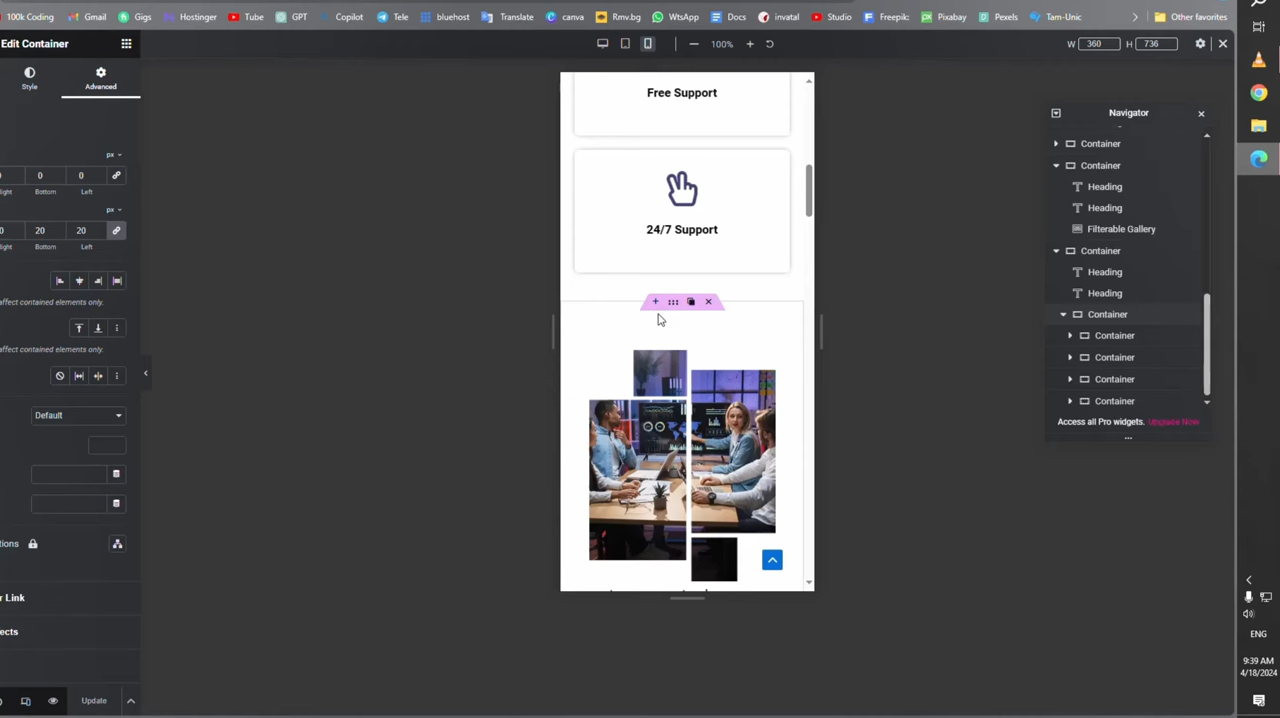 100k Coding
Gmail
Gigs
Hostinger
Tube
GPT
Copilot
Tele
bluehost
Translate
canva
Rmv.bg
WtsApp
Docs
invatal
Studio
Freepik:
Pixabay
Pexels
Tam-Unic
Other favorites
Edit Container
100%
W 360
H 736
Style
Advanced
px
0 0
Bottom
Left
px
20 20
Bottom
Left
affect contained elements only.
affect contained elements only.
Default
Link
Update
Free Support
24/7 Support
Navigator
Container
Container
Heading
Heading
Filterable Gallery
Container
Heading
Heading
Container
Container
Container
Container
Container
Access all Pro widgets. Upgrade Now
ENG
9:39 AM
4/18/2024